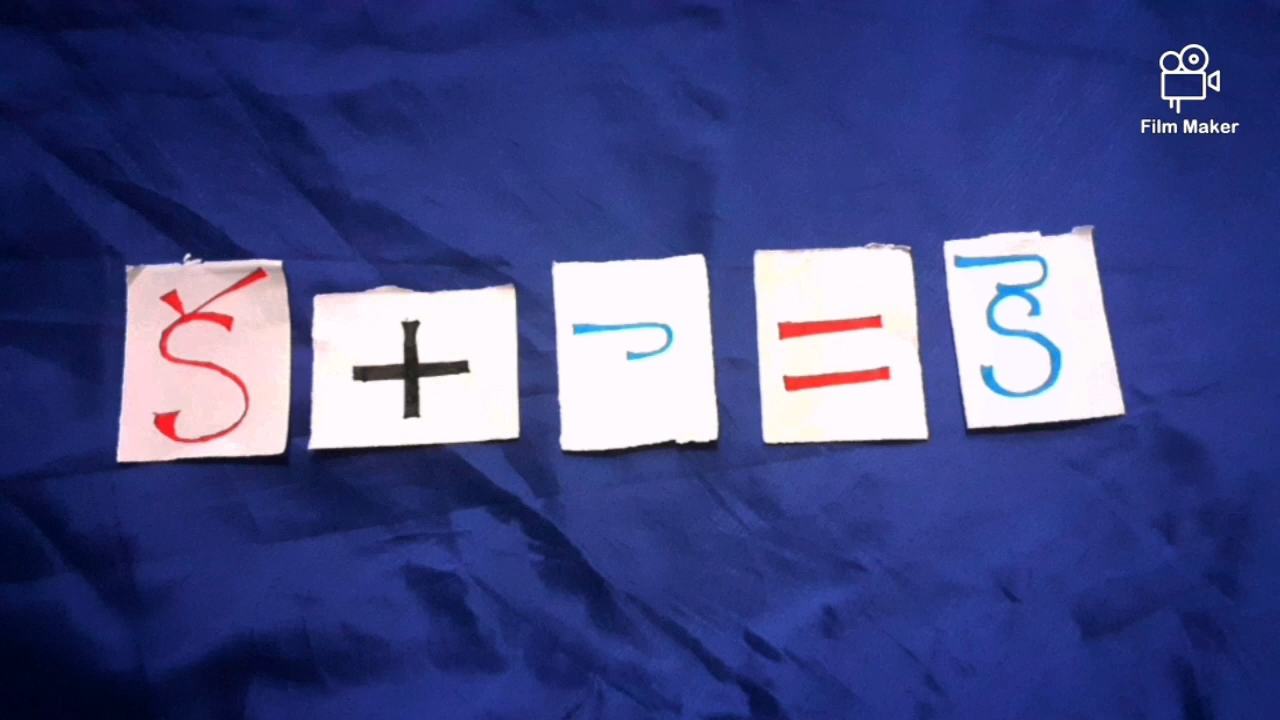 న + ె = నె
Film Maker